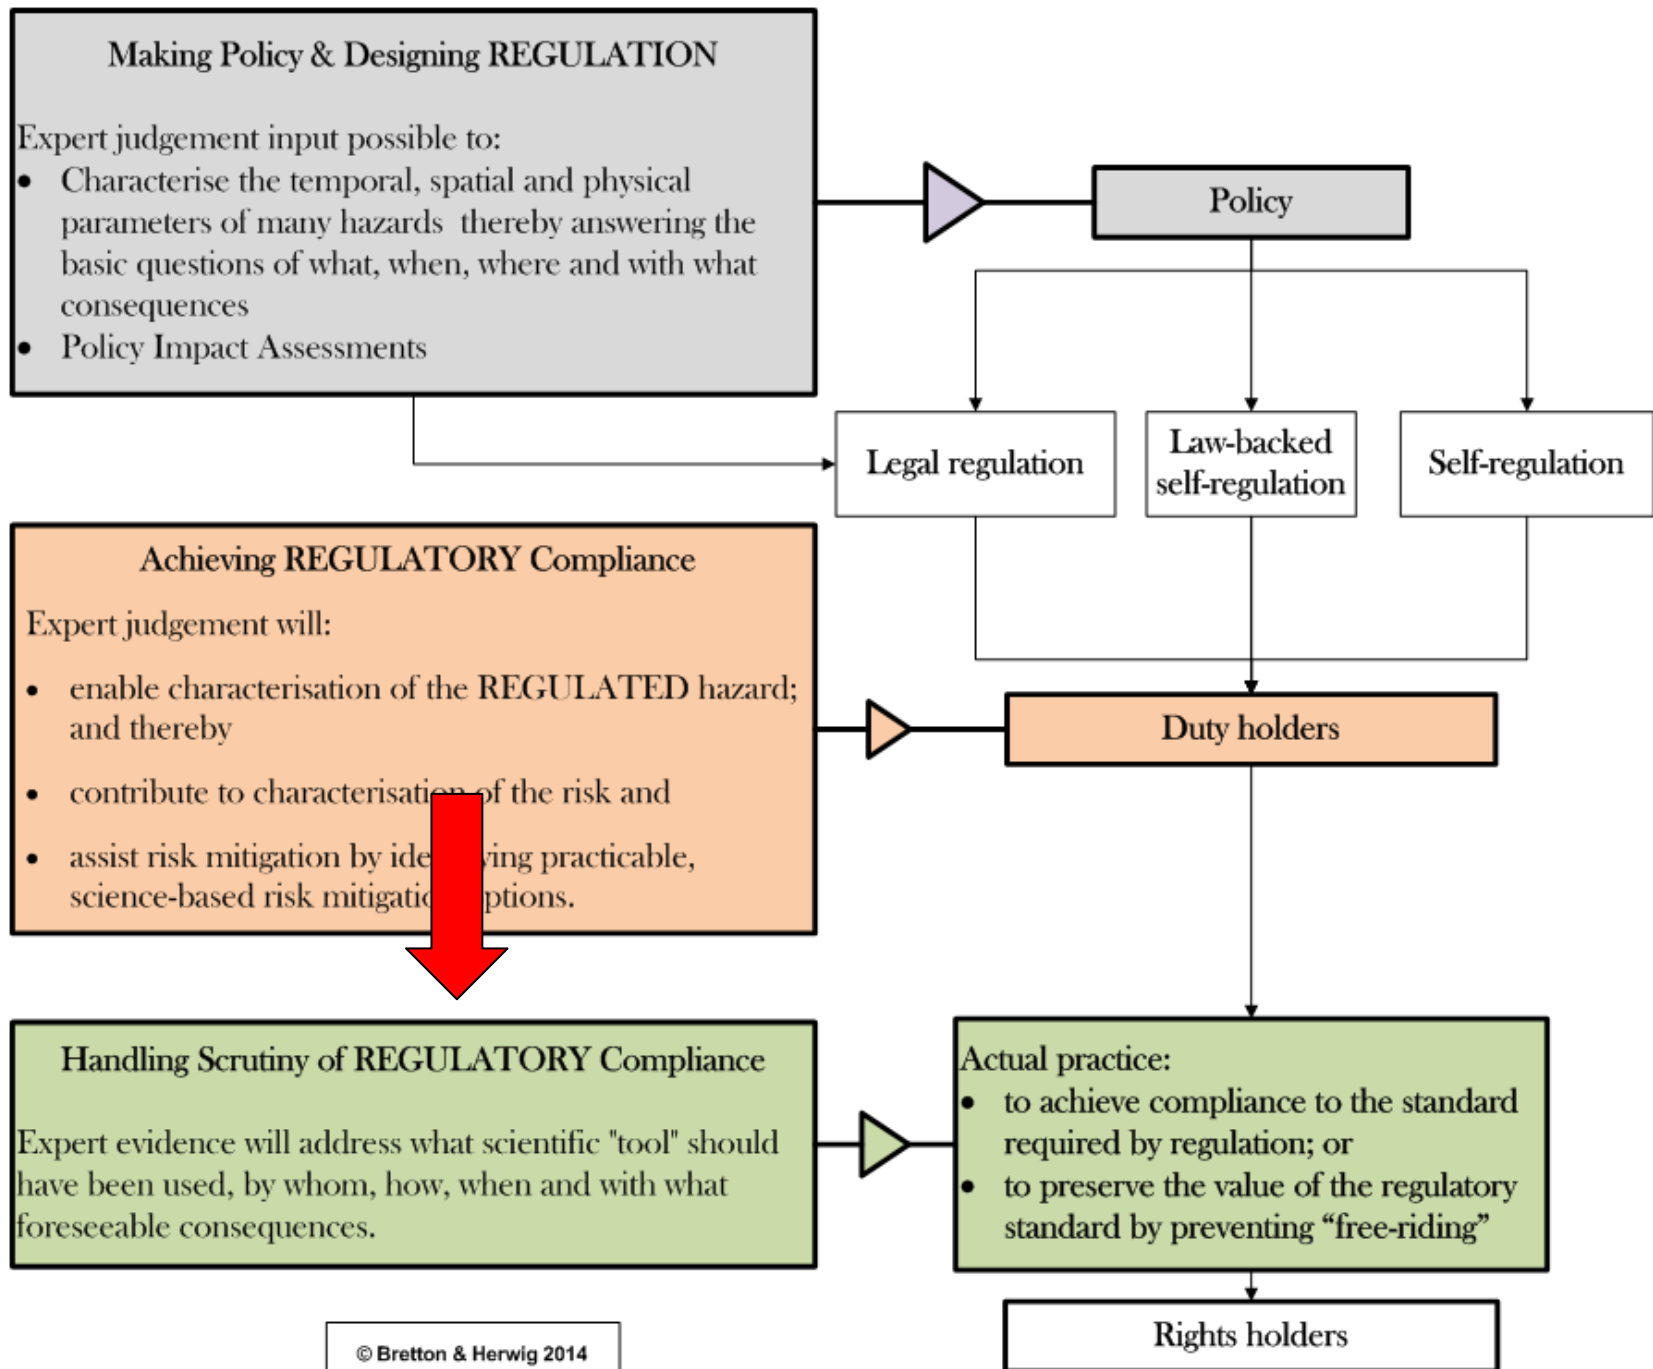 Making Policy & Designing REGULATION
Expert judgement input possible to:
• Characterise the temporal, spatial and physical
parameters of many hazards thereby answering the
basic questions of what, when, where and with what
consequences
• Policy Impact Assessments
Policy
Legal regulation
Law-backed
self-regulation
Self-regulation
Achieving REGULATORY Compliance
Expert judgement will:
• enable characterisation of the REGULATED hazard;
and thereby
• contribute to characterisation of the risk and
• assist risk mitigation by practicable,
science-based risk
Duty holders
Handling Scrutiny of REGULATORY Compliance
Expert evidence will address what scientific "tool" should
have been used, by whom, how, when and with what
foreseeable consequences.
Actual practice:
• to achieve compliance to the standard
required by regulation; or
• to preserve the value of the regulatory
standard by preventing “free-riding”
Rights holders
© Bretton & Herwig 2014